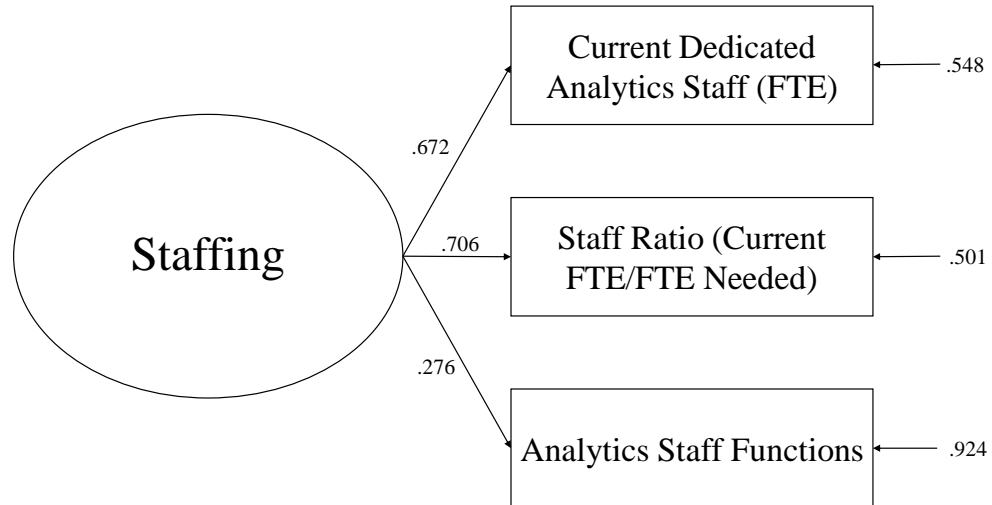 Current Dedicated
Analytics Staff (FTE)
.548
.672
Staffing
.706
Staff Ratio (Current
FTE/FTE Needed)
.501
.276
Analytics Staff Functions
.924